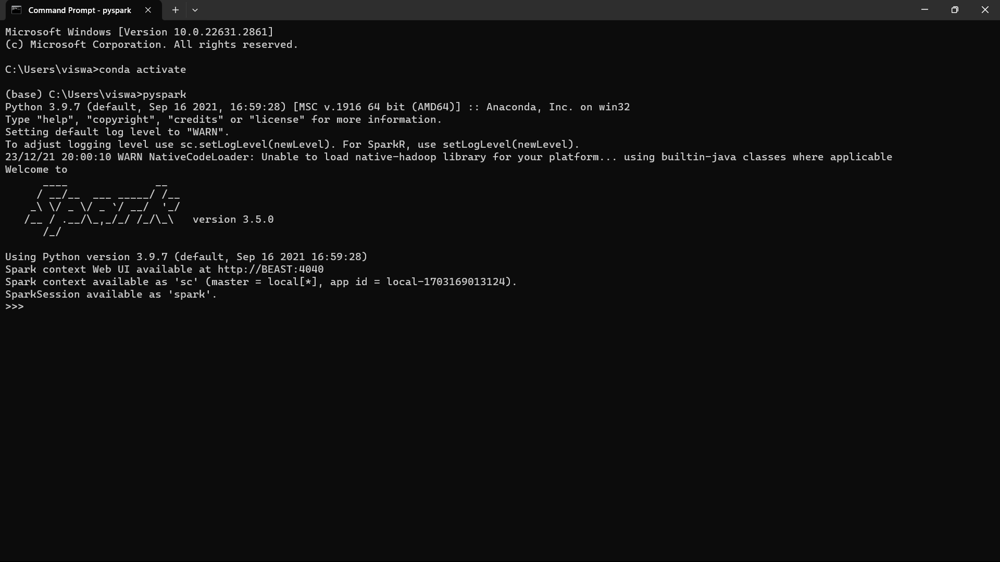 Command Prompt - pyspark
Microsoft Windows [Version 10.0.22631.2861]
(c) Microsoft Corporation. All rights reserved.
C:\Users\viswa>conda activate
(base) C:\Users\viswa>pyspark
Python 3.9.7 (default, Sep 16 2021, 16:59:28) [MSC v.1916 64 bit (AMD64)] :: Anaconda, Inc. on win32
Type "help", "copyright", "credits" or "license" for more information.
Setting default log level to "WARN".
To adjust logging level use sc.setLogLevel(newLevel). For SparkR, use setLogLevel(newLevel).
23/12/21 20:00:10 WARN NativeCodeLoader: Unable to load native-hadoop library for your platform... using builtin-java classes where applicable
Welcome to
      ____              __
     / __/__  ___ _____/ /__
    _\ \/ _ \/ _ `/ __/  '_/
   /__ / .__/\_,_/_/ /_/\_\   version 3.5.0
      /_/
Using Python version 3.9.7 (default, Sep 16 2021 16:59:28)
Spark context Web UI available at http://BEAST:4040
Spark context available as 'sc' (master = local[*], app id = local-1703169013124).
SparkSession available as 'spark'.
>>>